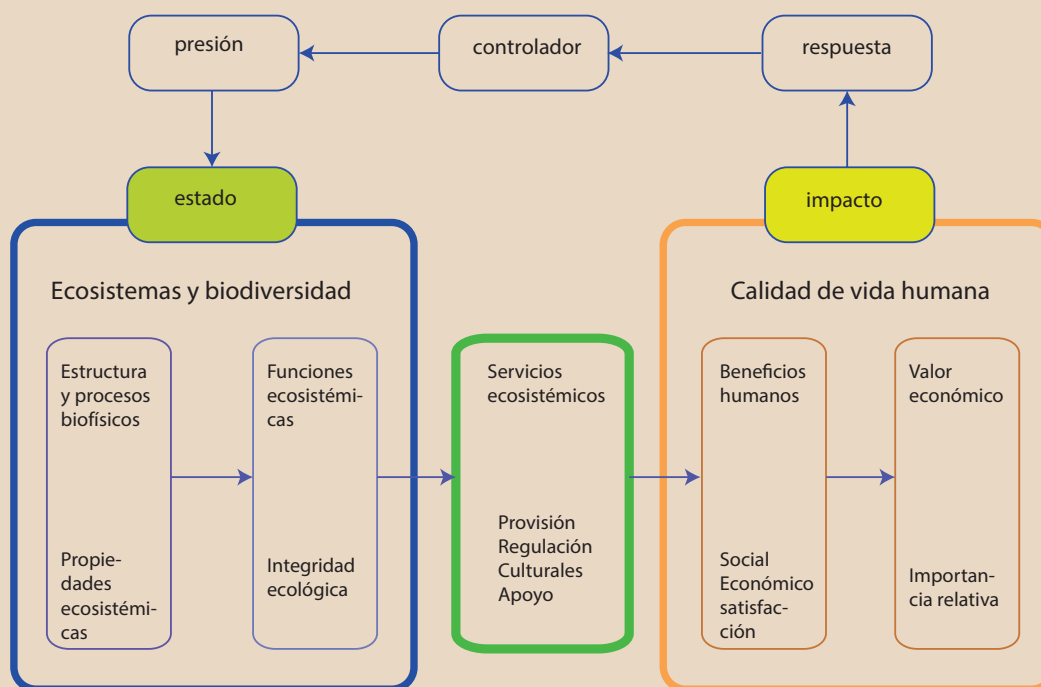 presión
controlador
respuesta
estado
impacto
Ecosistemas y biodiversidad
Calidad de vida humana
Estructura
y procesos
biofísicos
Propie-
dades
ecosistémi-
cas
Funciones
ecosistémi-
cas
Integridad
ecológica
Servicios
ecosistémicos
Provisión
Regulación
Culturales
Apoyo
Beneficios
humanos
Social
Económico
satisfac-
ción
Valor
económico
Importan-
cia relativa